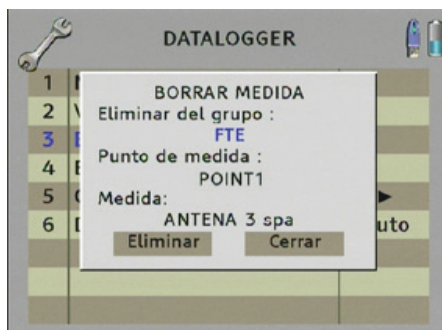 DATALOGGER
1
2
3
4
5
6
uto
BORRAR MEDIDA
Eliminar del grupo :
FTE
Punto de medida :
POINT1
Medida:
ANTENA 3 spa
Eliminar
Cerrar